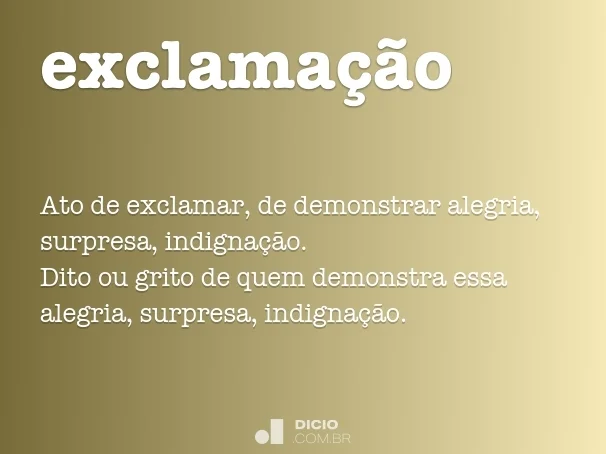 exclamação
Ato de exclamar, de demonstrar alegria,
surpresa, indignação.
Dito ou grito de quem demonstra essa
alegria, surpresa, indignação.
DICIO
.COM.BR